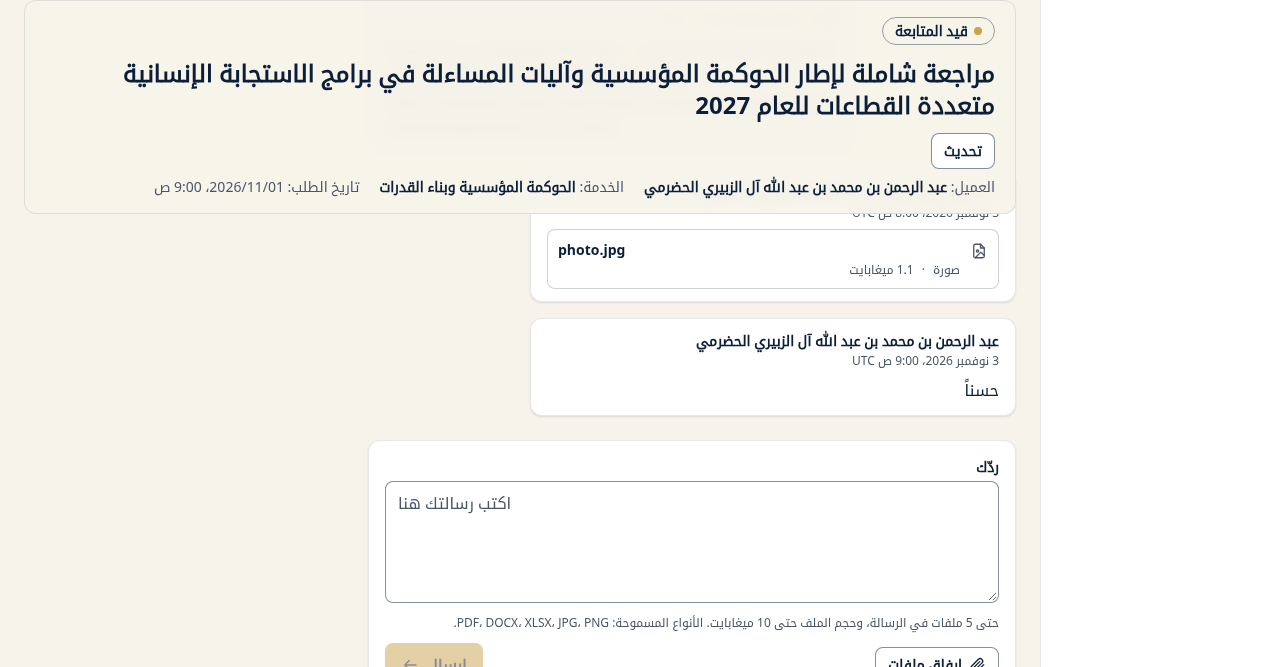 قيد المتابعة
مراجعة شاملة لإطار الحوكمة المؤسسية وآليات المساءلة في برامج الاستجابة الإنسانية
متعددة القطاعات للعام 2027
تحديث
العميل: عبد الرحمن بن محمد بن عبد الله آل الزبيري الحضرمي الخدمة: الحوكمة المؤسسية وبناء القدرات تاريخ الطلب: 2026/11/01، 9:00 ص
photo.jpg
صورة · 1.1 ميغابايت
عبد الرحمن بن محمد بن عبد الله آل الزبيري الحضرمي
3 نوفمبر 2026، 9:00 ص UTC
حسناً
ردّك
اكتب رسالتك هنا
حتى 5 ملفات في الرسالة، وحجم الملف حتى 10 ميغابايت. الأنواع المسموحة: PDF، DOCX، XLSX، JPG، PNG.
إرفاق ملفات
إرسال